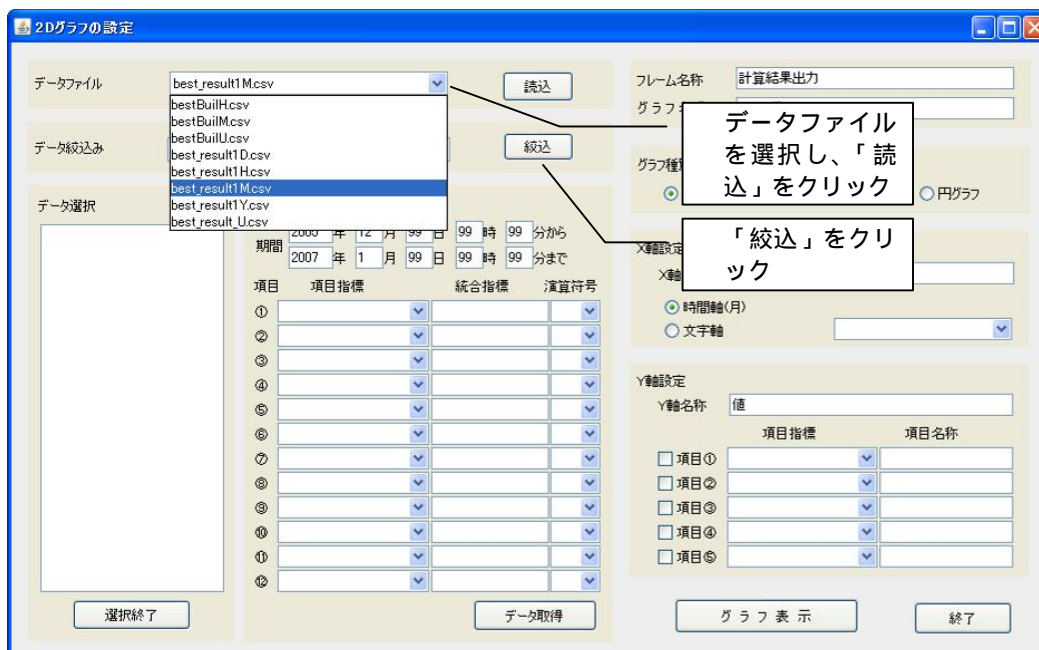 2Dグラフの設定
データファイル
best_result1M.csv
読込
bestBuilH.csv
bestBuilM.csv
bestBuilU.csv
best_result1D.csv
best_result1H.csv
best_result1M.csv
best_result1Y.csv
best_result_U.csv
データ絞込み
絞込
データ選択
期間
2005 年 12 月 99 日 99 時 99 分から
2007 年 1 月 99 日 99 時 99 分まで
項目 項目指標 統合指標 演算符号
①
②
③
④
⑤
⑥
⑦
⑧
⑨
⑩
⑪
⑫
選択終了
データ取得
フレーム名称 計算結果出力
グラフ
データファイル
を選択し、「読
込」をクリック
グラフ種
円グラフ
「絞込」をクリ
ック
X軸設定
X軸
時間軸(月)
文字軸
Y軸設定
Y軸名称 値
項目指標 項目名称
項目①
項目②
項目③
項目④
項目⑤
グラフ表示
終了